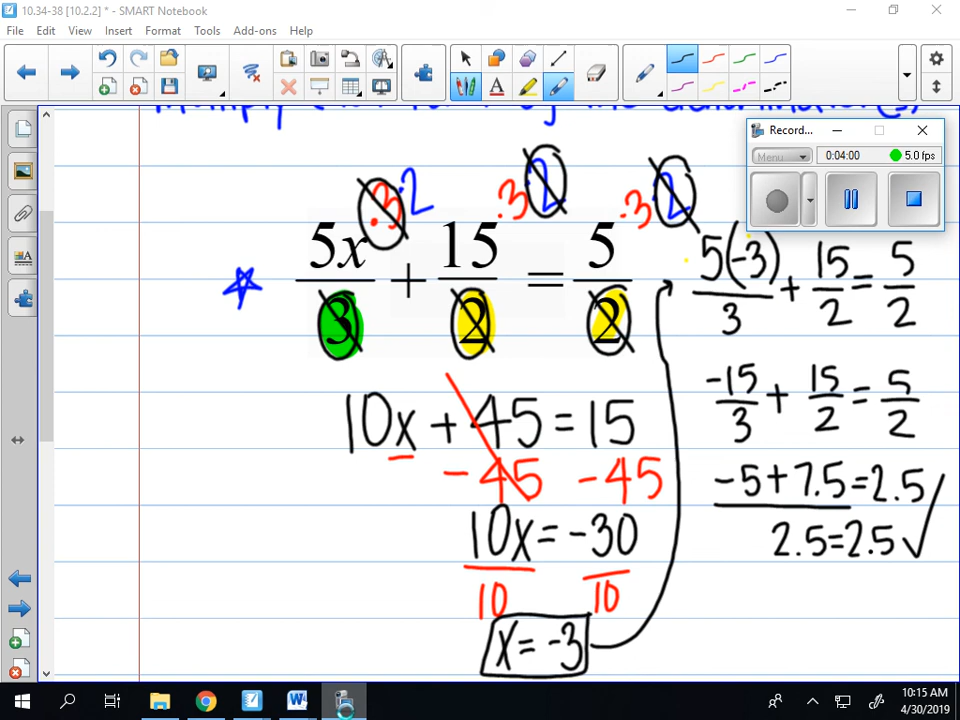 10.34-38 [10.2.2] * - SMART Notebook
File Edit View Insert Format Tools Add-ons Help
Record...
Menu 0:04:00 5.0 fps
.3 .2 .3 .2 .3 .2
5x/3 + 15/2 = 5/2
10x + 45 = 15
-45 -45
10x = -30
10 10
x = -3
5(-3)/3 + 15/2 = 5/2
-15/3 + 15/2 = 5/2
-5 + 7.5 = 2.5
2.5 = 2.5 ✓
10:15 AM
4/30/2019